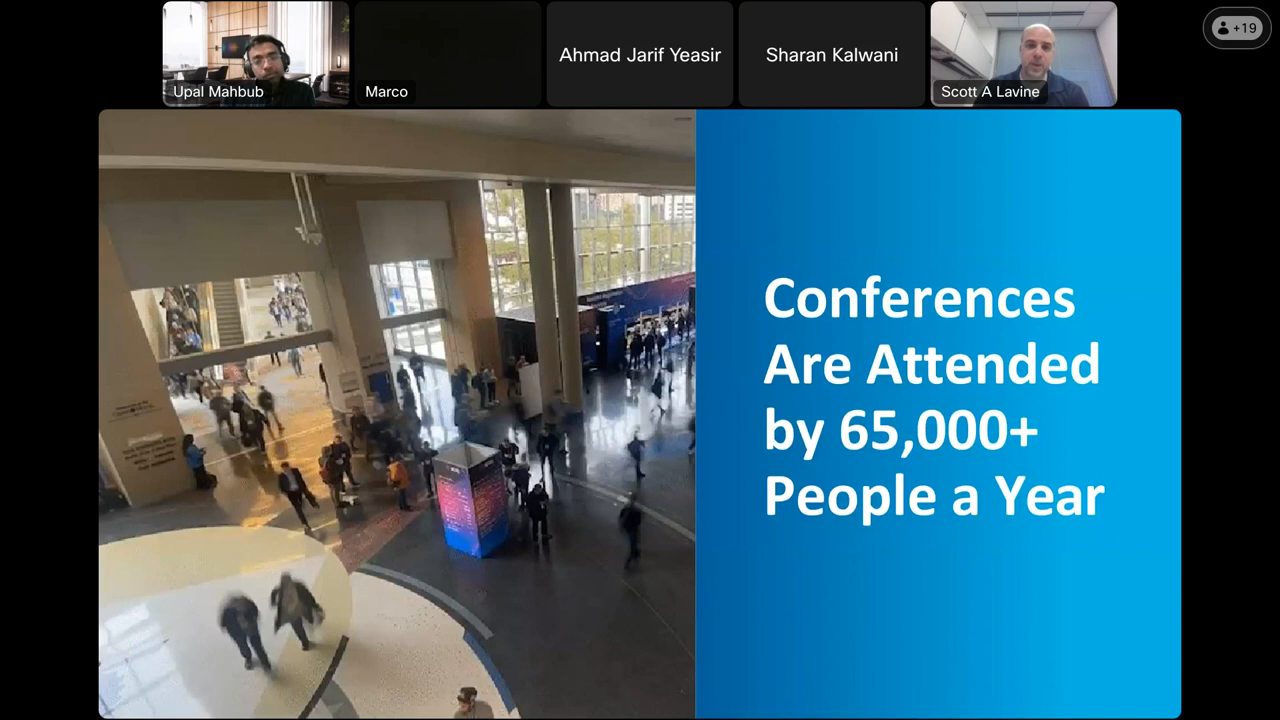 Upal Mahbub
Marco
Ahmad Jarif Yeasir
Sharan Kalwani
Scott A Lavine
+19
Conferences
Are Attended
by 65,000+
People a Year